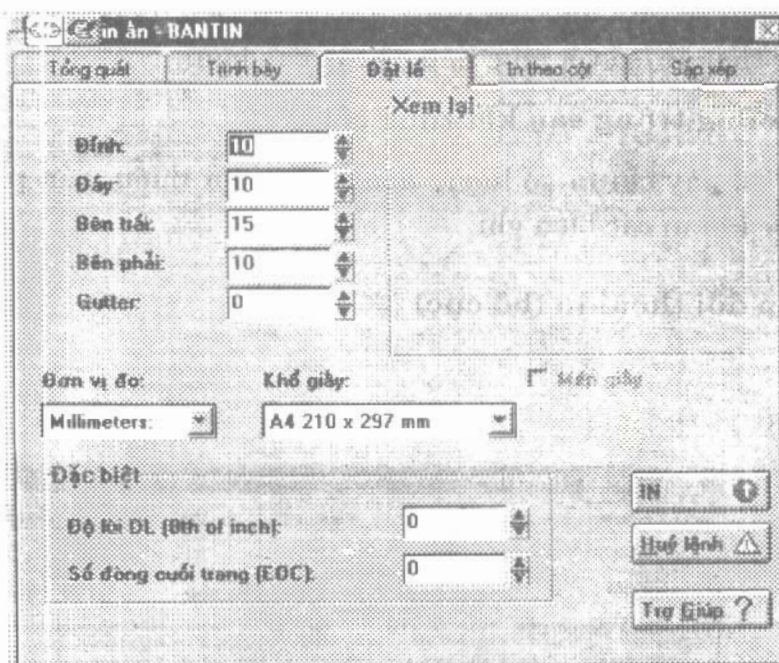 in ấn - BANTIN
Tổng quát Trình bày Đặt lề In theo cột Sắp xếp
Xem lại
Đỉnh: 10
Đáy: 10
Bên trái: 15
Bên phải: 10
Gutter: 0
Đơn vị đo: Khổ giấy: giấy
Millimeters: A4 210 x 297 mm
Đặc biệt
IN
Độ lồi DL (8th of inch): 0
Huỷ lệnh
Số dòng cuối trang (EOC): 0
Trợ Giúp ?